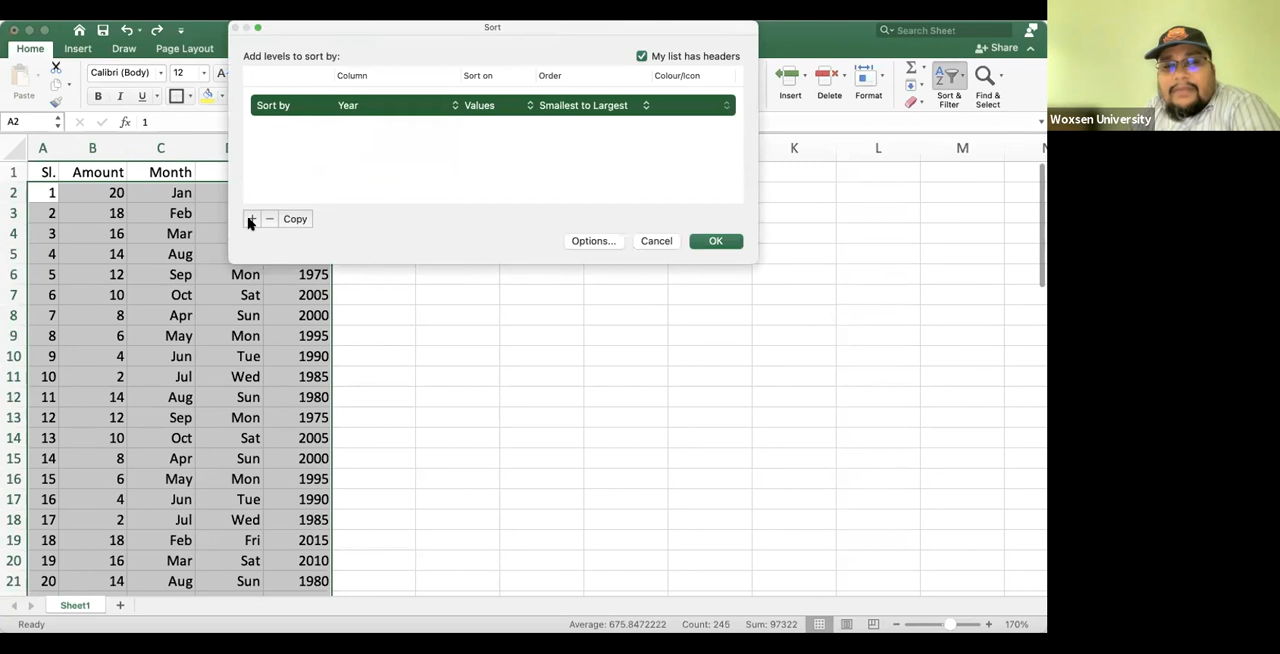 Sort
Search Sheet
Home Insert Draw Page Layout
Share
Add levels to sort by:
My list has headers
Column Sort on Order Colour/Icon
Sort by Year Values Smallest to Largest
+ − Copy
Options... Cancel OK
Paste
Calibri (Body) 12 A
B I U
Insert Delete Format Sort & Filter Find & Select
A2 fx 1
Woxsen University
A B C K L M N
1 Sl. Amount Month
2 1 20 Jan
3 2 18 Feb
4 3 16 Mar
5 4 14 Aug
6 5 12 Sep Mon 1975
7 6 10 Oct Sat 2005
8 7 8 Apr Sun 2000
9 8 6 May Mon 1995
10 9 4 Jun Tue 1990
11 10 2 Jul Wed 1985
12 11 14 Aug Sun 1980
13 12 12 Sep Mon 1975
14 13 10 Oct Sat 2005
15 14 8 Apr Sun 2000
16 15 6 May Mon 1995
17 16 4 Jun Tue 1990
18 17 2 Jul Wed 1985
19 18 18 Feb Fri 2015
20 19 16 Mar Sat 2010
21 20 14 Aug Sun 1980
Sheet1 +
Ready Average: 675.8472222 Count: 245 Sum: 97322 − + 170%